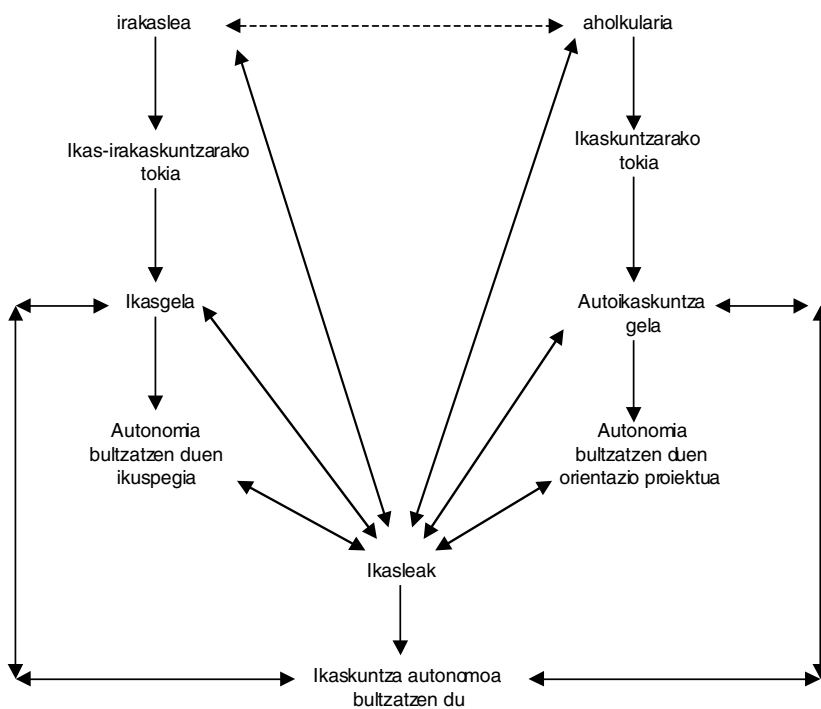 irakaslea
aholkularia
Ikas-irakaskuntzarako
tokia
Ikaskuntzarako
tokia
Ikasgela
Autoikaskuntza
gela
Autonomia
bultzatzen duen
ikuspegia
Autonomia
bultzatzen duen
orientazio proiektua
Ikasleak
Ikaskuntza autonomoa
bultzatzen du